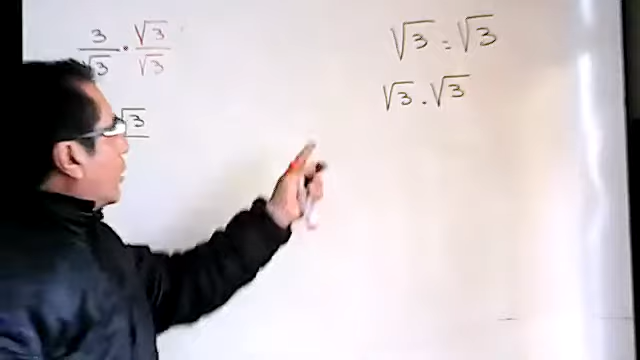 3/√3 · √3/√3
√3
√3 = √3
√3 . √3